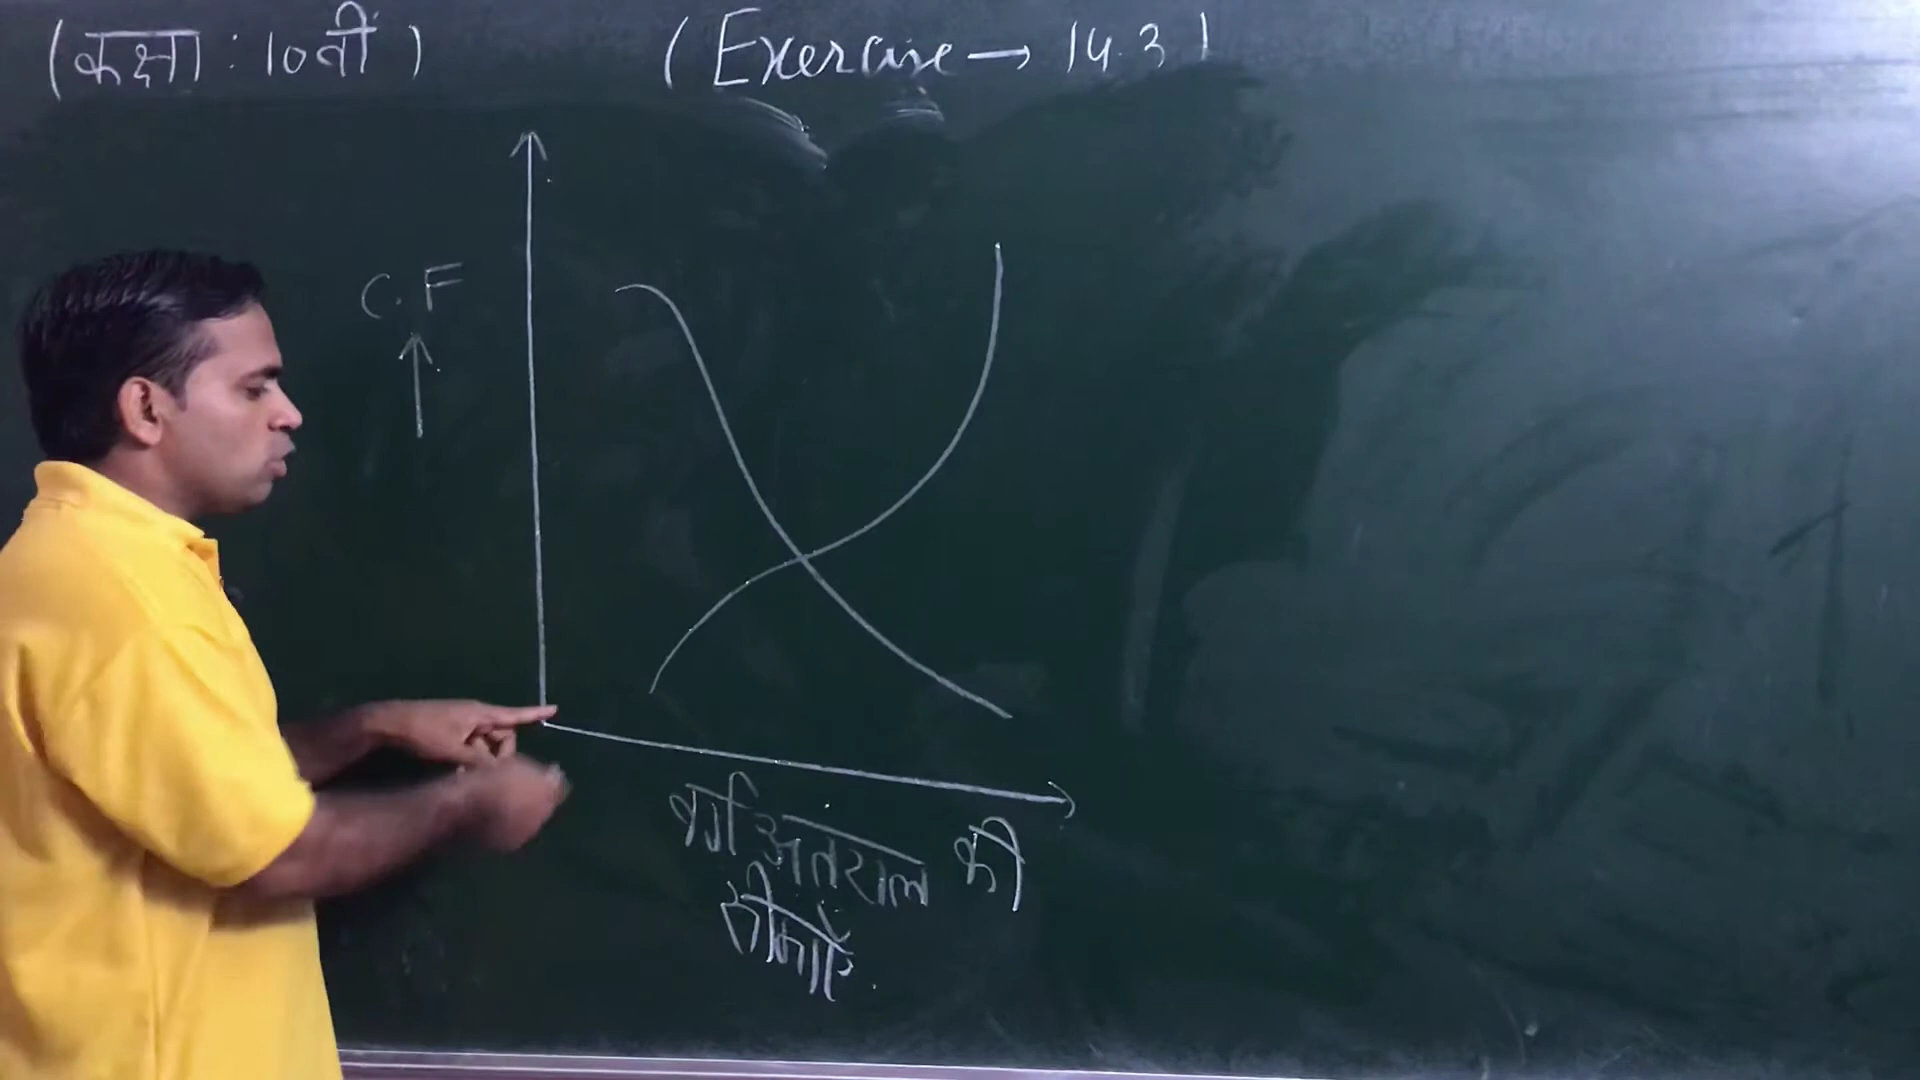 (कक्षा : 10वीं)
(Exercise → 14.3)
C.F
वर्ग अंतराल की
सीमाएँ